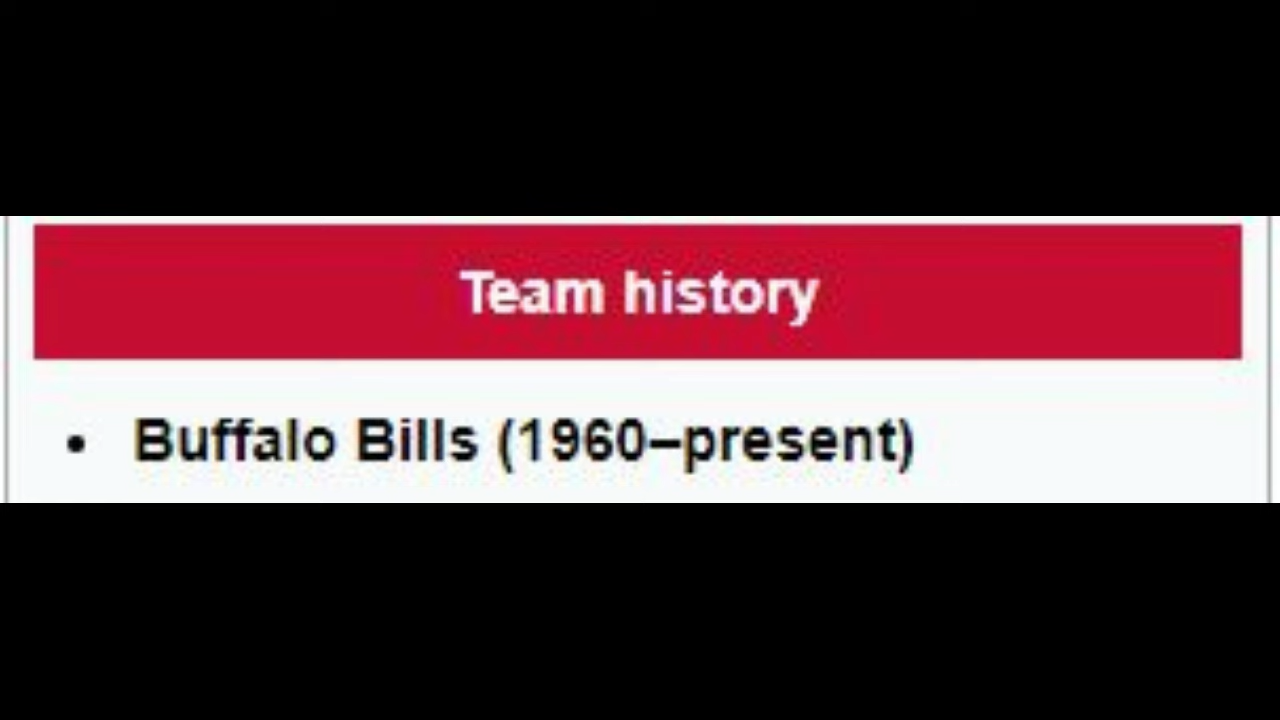 Team history
• Buffalo Bills (1960–present)